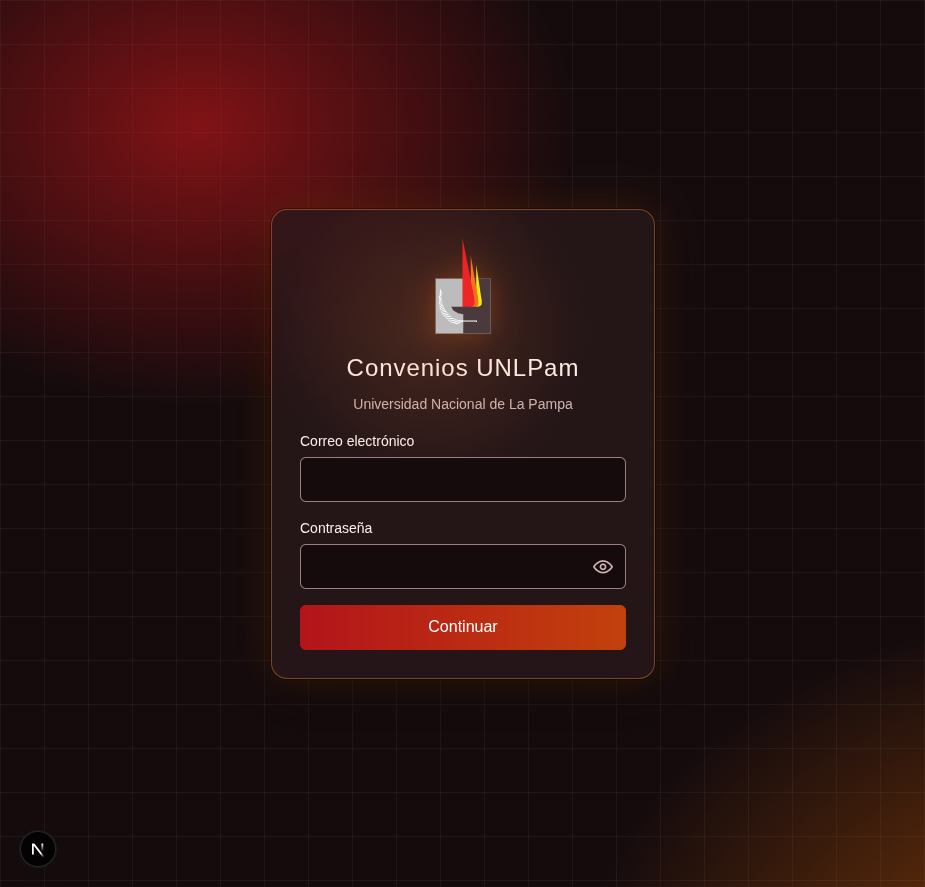 Convenios UNLPam
Universidad Nacional de La Pampa
Correo electrónico
Contraseña
Continuar
N